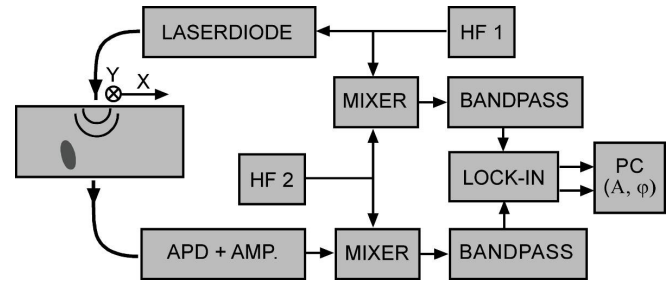 LASERDIODE
HF 1
Y
X
MIXER
BANDPASS
HF 2
LOCK-IN
PC
(A, φ)
APD + AMP.
MIXER
BANDPASS